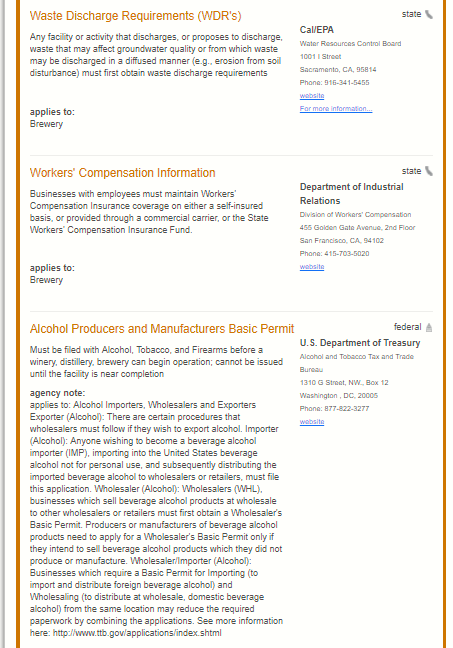 Waste Discharge Requirements (WDR's)
state
Any facility or activity that discharges, or proposes to discharge,
waste that may affect groundwater quality or from which waste
may be discharged in a diffused manner (e.g., erosion from soil
disturbance) must first obtain waste discharge requirements
applies to:
Brewery
Cal/EPA
Water Resources Control Board
1001 I Street
Sacramento, CA, 95814
Phone: 916-341-5455
website
For more information...
Workers' Compensation Information
state
Businesses with employees must maintain Workers'
Compensation Insurance coverage on either a self-insured
basis, or provided through a commercial carrier, or the State
Workers' Compensation Insurance Fund.
applies to:
Brewery
Department of Industrial
Relations
Division of Workers' Compensation
455 Golden Gate Avenue, 2nd Floor
San Francisco, CA, 94102
Phone: 415-703-5020
website
Alcohol Producers and Manufacturers Basic Permit
federal
Must be filed with Alcohol, Tobacco, and Firearms before a
winery, distillery, brewery can begin operation; cannot be issued
until the facility is near completion
agency note:
applies to: Alcohol Importers, Wholesalers and Exporters
Exporter (Alcohol): There are certain procedures that
wholesalers must follow if they wish to export alcohol. Importer
(Alcohol): Anyone wishing to become a beverage alcohol
importer (IMP), importing into the United States beverage
alcohol not for personal use, and subsequently distributing the
imported beverage alcohol to wholesalers or retailers, must file
this application. Wholesaler (Alcohol): Wholesalers (WHL),
businesses which sell beverage alcohol products at wholesale
to other wholesalers or retailers must first obtain a Wholesaler's
Basic Permit. Producers or manufacturers of beverage alcohol
products need to apply for a Wholesaler's Basic Permit only if
they intend to sell beverage alcohol products which they did not
produce or manufacture. Wholesaler/Importer (Alcohol):
Businesses which require a Basic Permit for Importing (to
import and distribute foreign beverage alcohol) and
Wholesaling (to distribute at wholesale, domestic beverage
alcohol) from the same location may reduce the required
paperwork by combining the applications. See more information
here: http://www.ttb.gov/applications/index.shtml
U.S. Department of Treasury
Alcohol and Tobacco Tax and Trade
Bureau
1310 G Street, NW., Box 12
Washington , DC, 20005
Phone: 877-822-3277
website